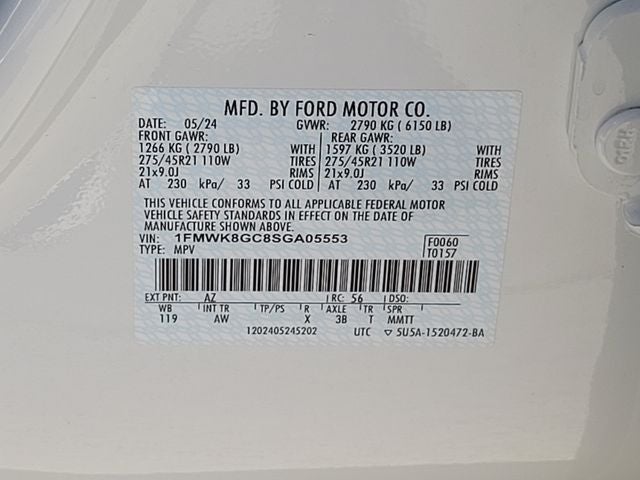 MFD. BY FORD MOTOR CO.
DATE: 05/24 GVWR: 2790 KG ( 6150 LB)
FRONT GAWR: REAR GAWR:
1266 KG ( 2790 LB) WITH 1597 KG ( 3520 LB) WITH
275/45R21 110W TIRES 275/45R21 110W TIRES
21x9.0J RIMS 21x9.0J RIMS
AT 230 kPa/ 33 PSI COLD AT 230 kPa/ 33 PSI COLD
THIS VEHICLE CONFORMS TO ALL APPLICABLE FEDERAL MOTOR
VEHICLE SAFETY STANDARDS IN EFFECT ON THE DATE OF
MANUFACTURE SHOWN ABOVE.
VIN: 1FMWK8GC8SGA05553 F0060
TYPE: MPV T0157
EXT PNT: AZ RC: 56 DSO:
WB INT TR TP/PS R AXLE TR SPR
119 AW X 3B T MMTT
1202405245202 UTC 5U5A-1520472-BA